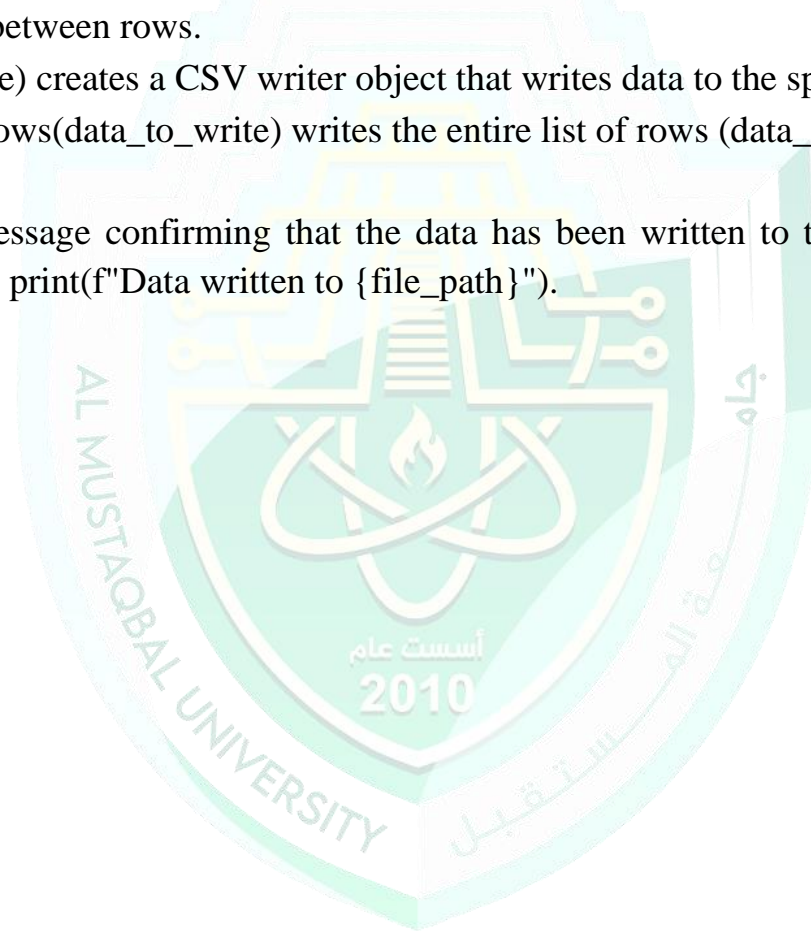 between rows.
e) creates a CSV writer object that writes data to the sp
ows(data_to_write) writes the entire list of rows (data_
essage confirming that the data has been written to t
print(f"Data written to {file_path}").
AL MUSTAQBAL UNIVERSITY
جامعة المستقبل
أسست عام
2010